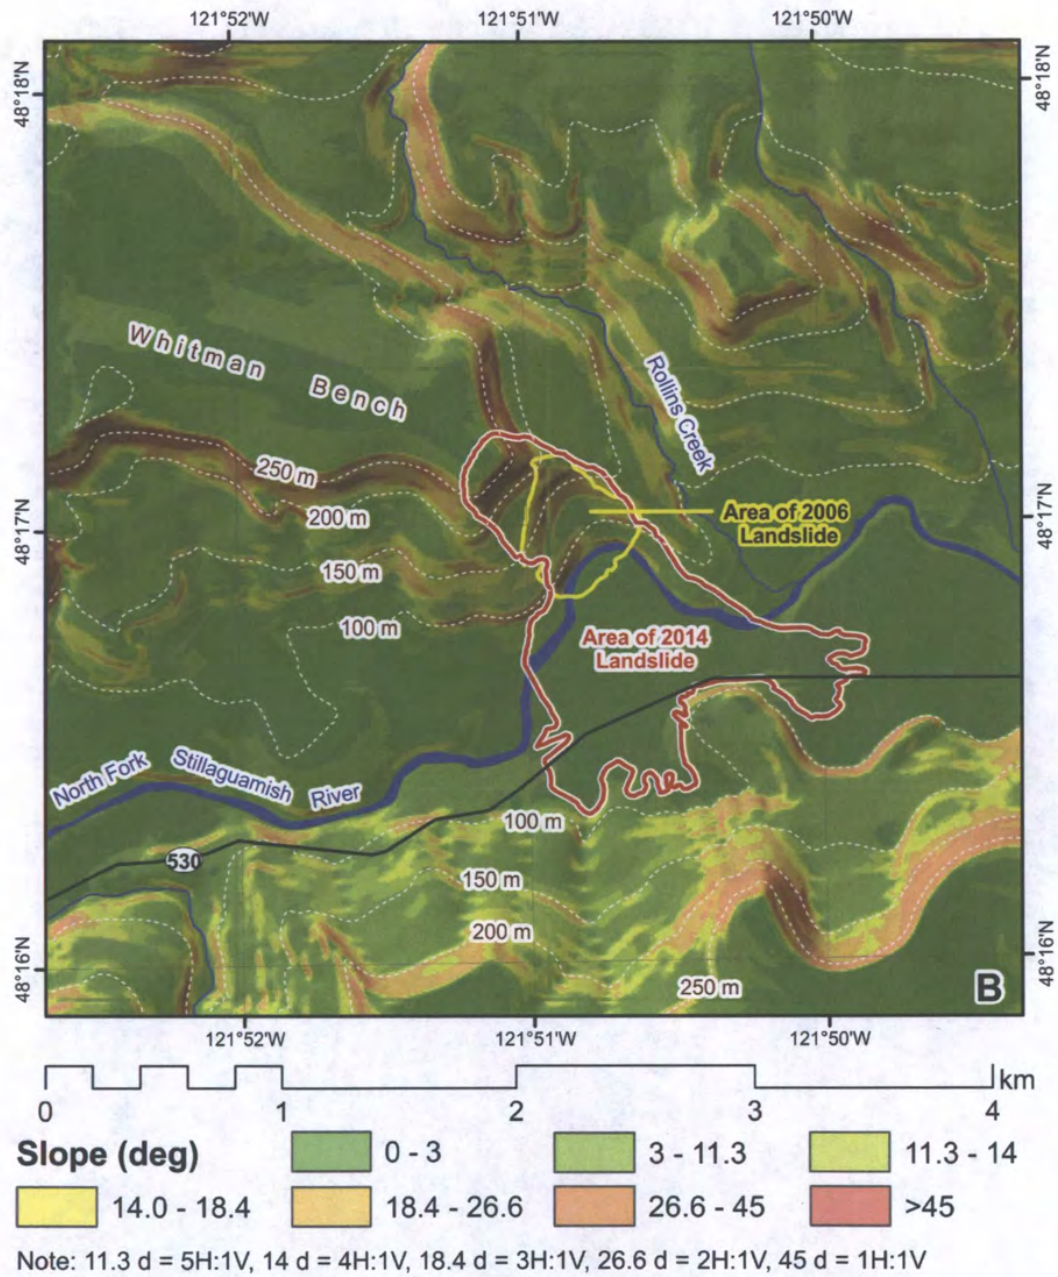 121°52'W 121°51'W 121°50'W
48°18'N 48°18'N
Whitman Bench
Rollins Creek
250 m
200 m
Area of 2006
Landslide
48°17'N 48°17'N
150 m
100 m
Area of 2014
Landslide
North Fork Stillaguamish River
100 m
530
150 m
200 m
250 m
48°16'N 48°16'N
B
121°52'W 121°51'W 121°50'W
km
0 1 2 3 4
Slope (deg) 0 - 3 3 - 11.3 11.3 - 14
14.0 - 18.4 18.4 - 26.6 26.6 - 45 >45
Note: 11.3 d = 5H:1V, 14 d = 4H:1V, 18.4 d = 3H:1V, 26.6 d = 2H:1V, 45 d = 1H:1V